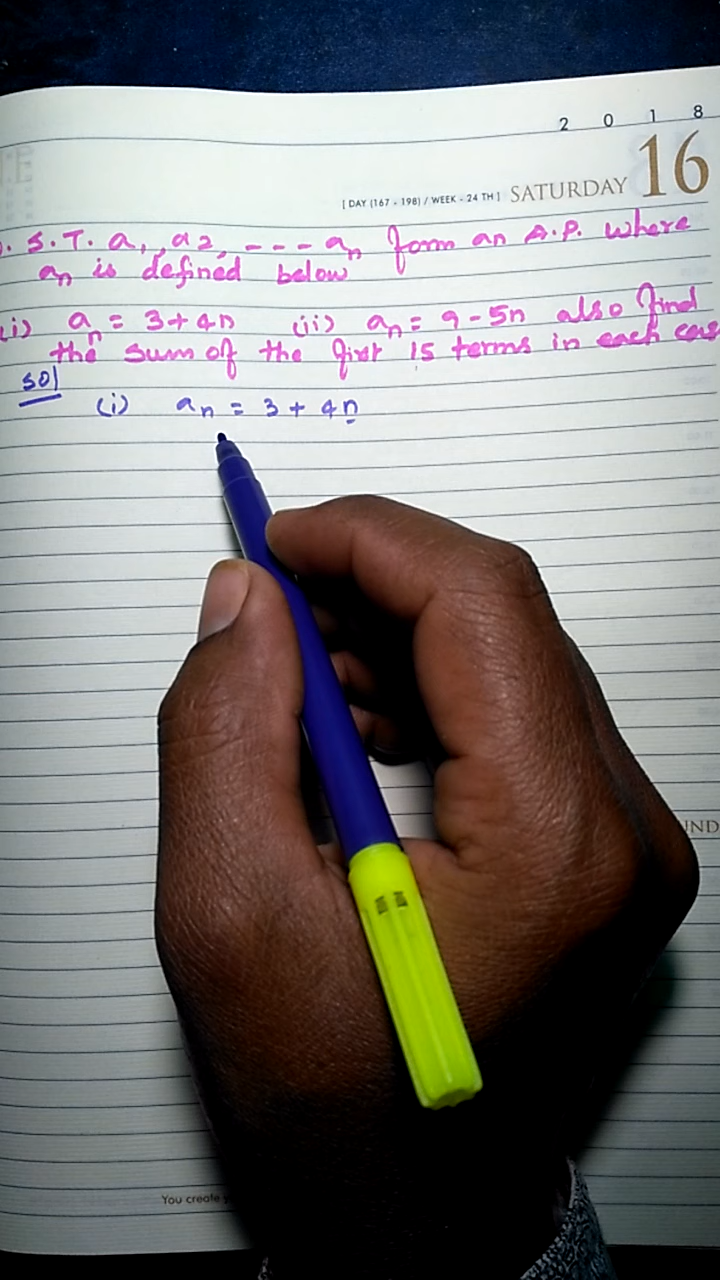 2 0 1 8
[ DAY (167 - 198) / WEEK - 24 TH ] SATURDAY 16
S.T. a1, a2, ---- an form an A.P. where
an is defined below
(i) an = 3 + 4n (ii) an = 9 - 5n also find
the sum of the first 15 terms in each
Sol
(i) an = 3 + 4n
You create